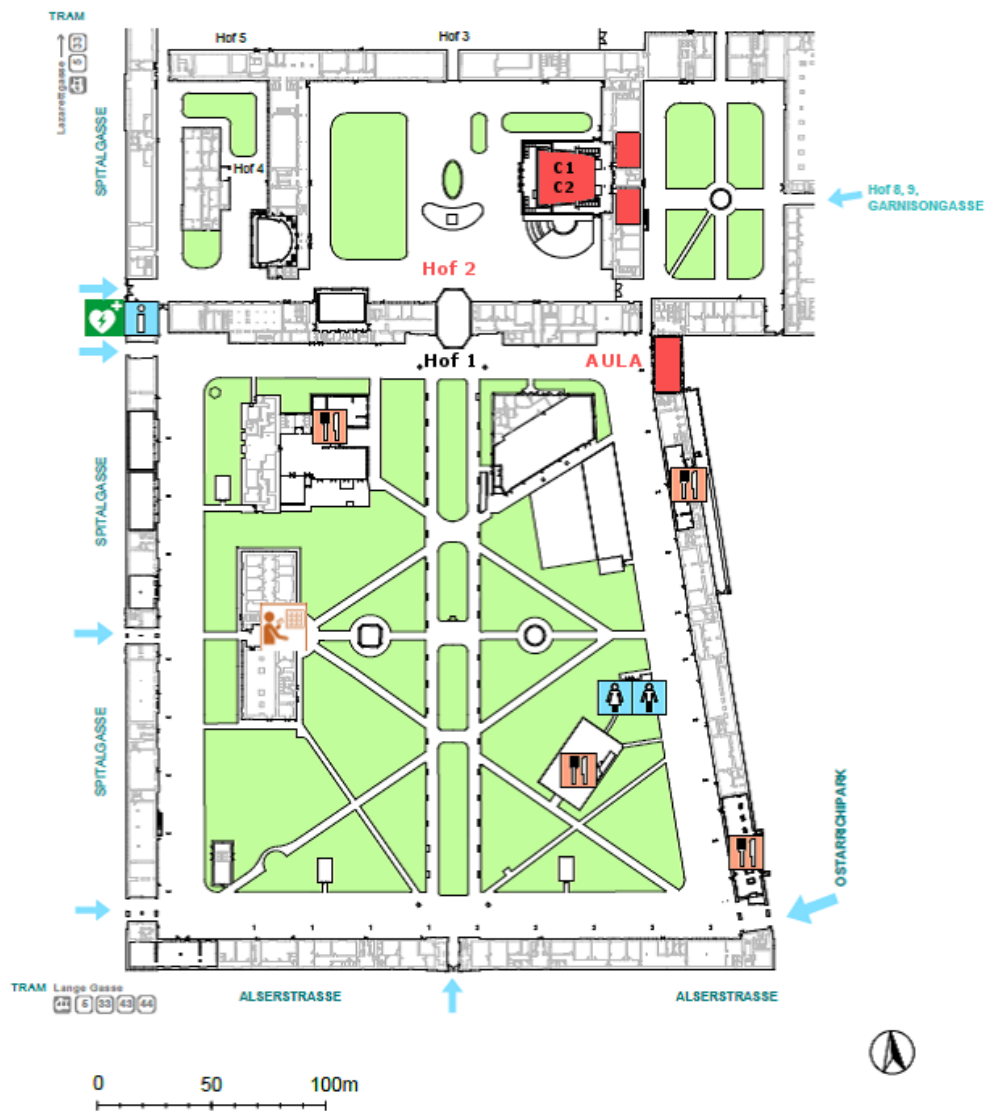 TRAM
Lazarettgasse
5
33
Hof 5
Hof 3
SPITALGASSE
C1
C2
Hof 4
Hof 8, 9,
GARNISONGASSE
Hof 2
i
Hof 1
AULA
SPITALGASSE
SPITALGASSE
OSTARRICHIPARK
TRAM Lange Gasse
5 33 43 44
ALSERSTRASSE
ALSERSTRASSE
0 50 100m